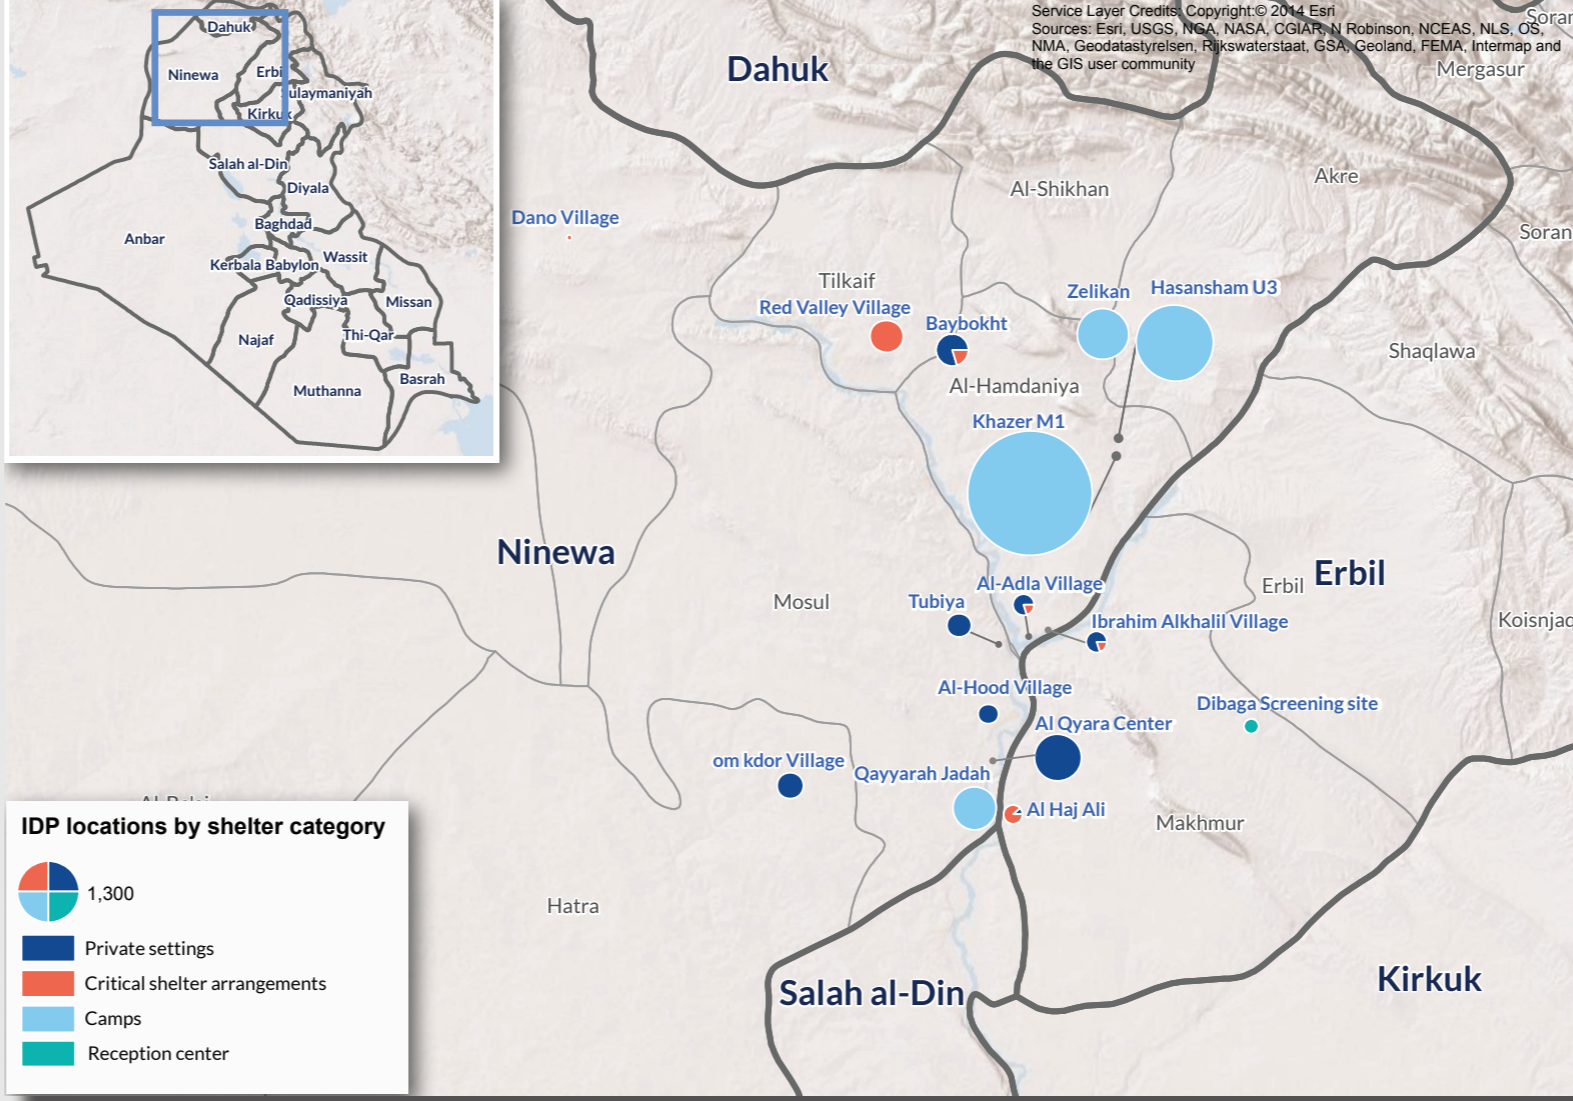 Service Layer Credits: Copyright:© 2014 Esri
Sources: Esri, USGS, NGA, NASA, CGIAR, N Robinson, NCEAS, NLS, OS,
NMA, Geodatastyrelsen, Rijkswaterstaat, GSA, Geoland, FEMA, Intermap and
the GIS user community
Dahuk
Ninewa
Erbi
Sulaymaniyah
Kirkuk
Salah al-Din
Diyala
Anbar
Baghdad
Wassit
Kerbala
Babylon
Qadissiya
Missan
Najaf
Thi-Qar
Muthanna
Basrah
Dahuk
Soran
Mergasur
Akre
Al-Shikhan
Dano Village
Soran
Tilkaif
Red Valley Village
Baybokht
Zelikan
Hasansham U3
Shaqlawa
Al-Hamdaniya
Khazer M1
Ninewa
Erbil
Erbil
Al-Adla Village
Mosul
Tubiya
Ibrahim Alkhalil Village
Koisnjac
Al-Hood Village
Dibaga Screening site
Al Qyara Center
om kdor Village
Qayyarah Jadah
Al Haj Ali
Makhmur
Hatra
Salah al-Din
Kirkuk
IDP locations by shelter category
1,300
Private settings
Critical shelter arrangements
Camps
Reception center